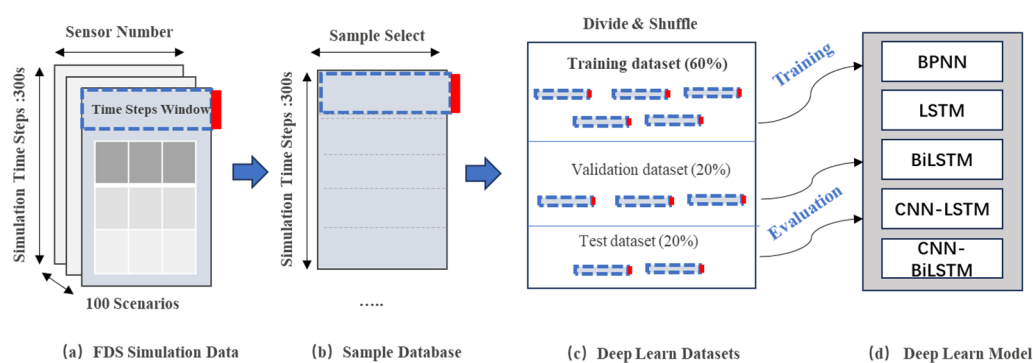 Sensor Number
Simulation Time Steps :300s
Time Steps Window
100 Scenarios
(a) FDS Simulation Data
Sample Select
Simulation Time Steps :300s
.....
(b) Sample Database
Divide & Shuffle
Training dataset (60%)
Validation dataset (20%)
Test dataset (20%)
(c) Deep Learn Datasets
Training
Evaluation
BPNN
LSTM
BiLSTM
CNN-LSTM
CNN-
BiLSTM
(d) Deep Learn Model